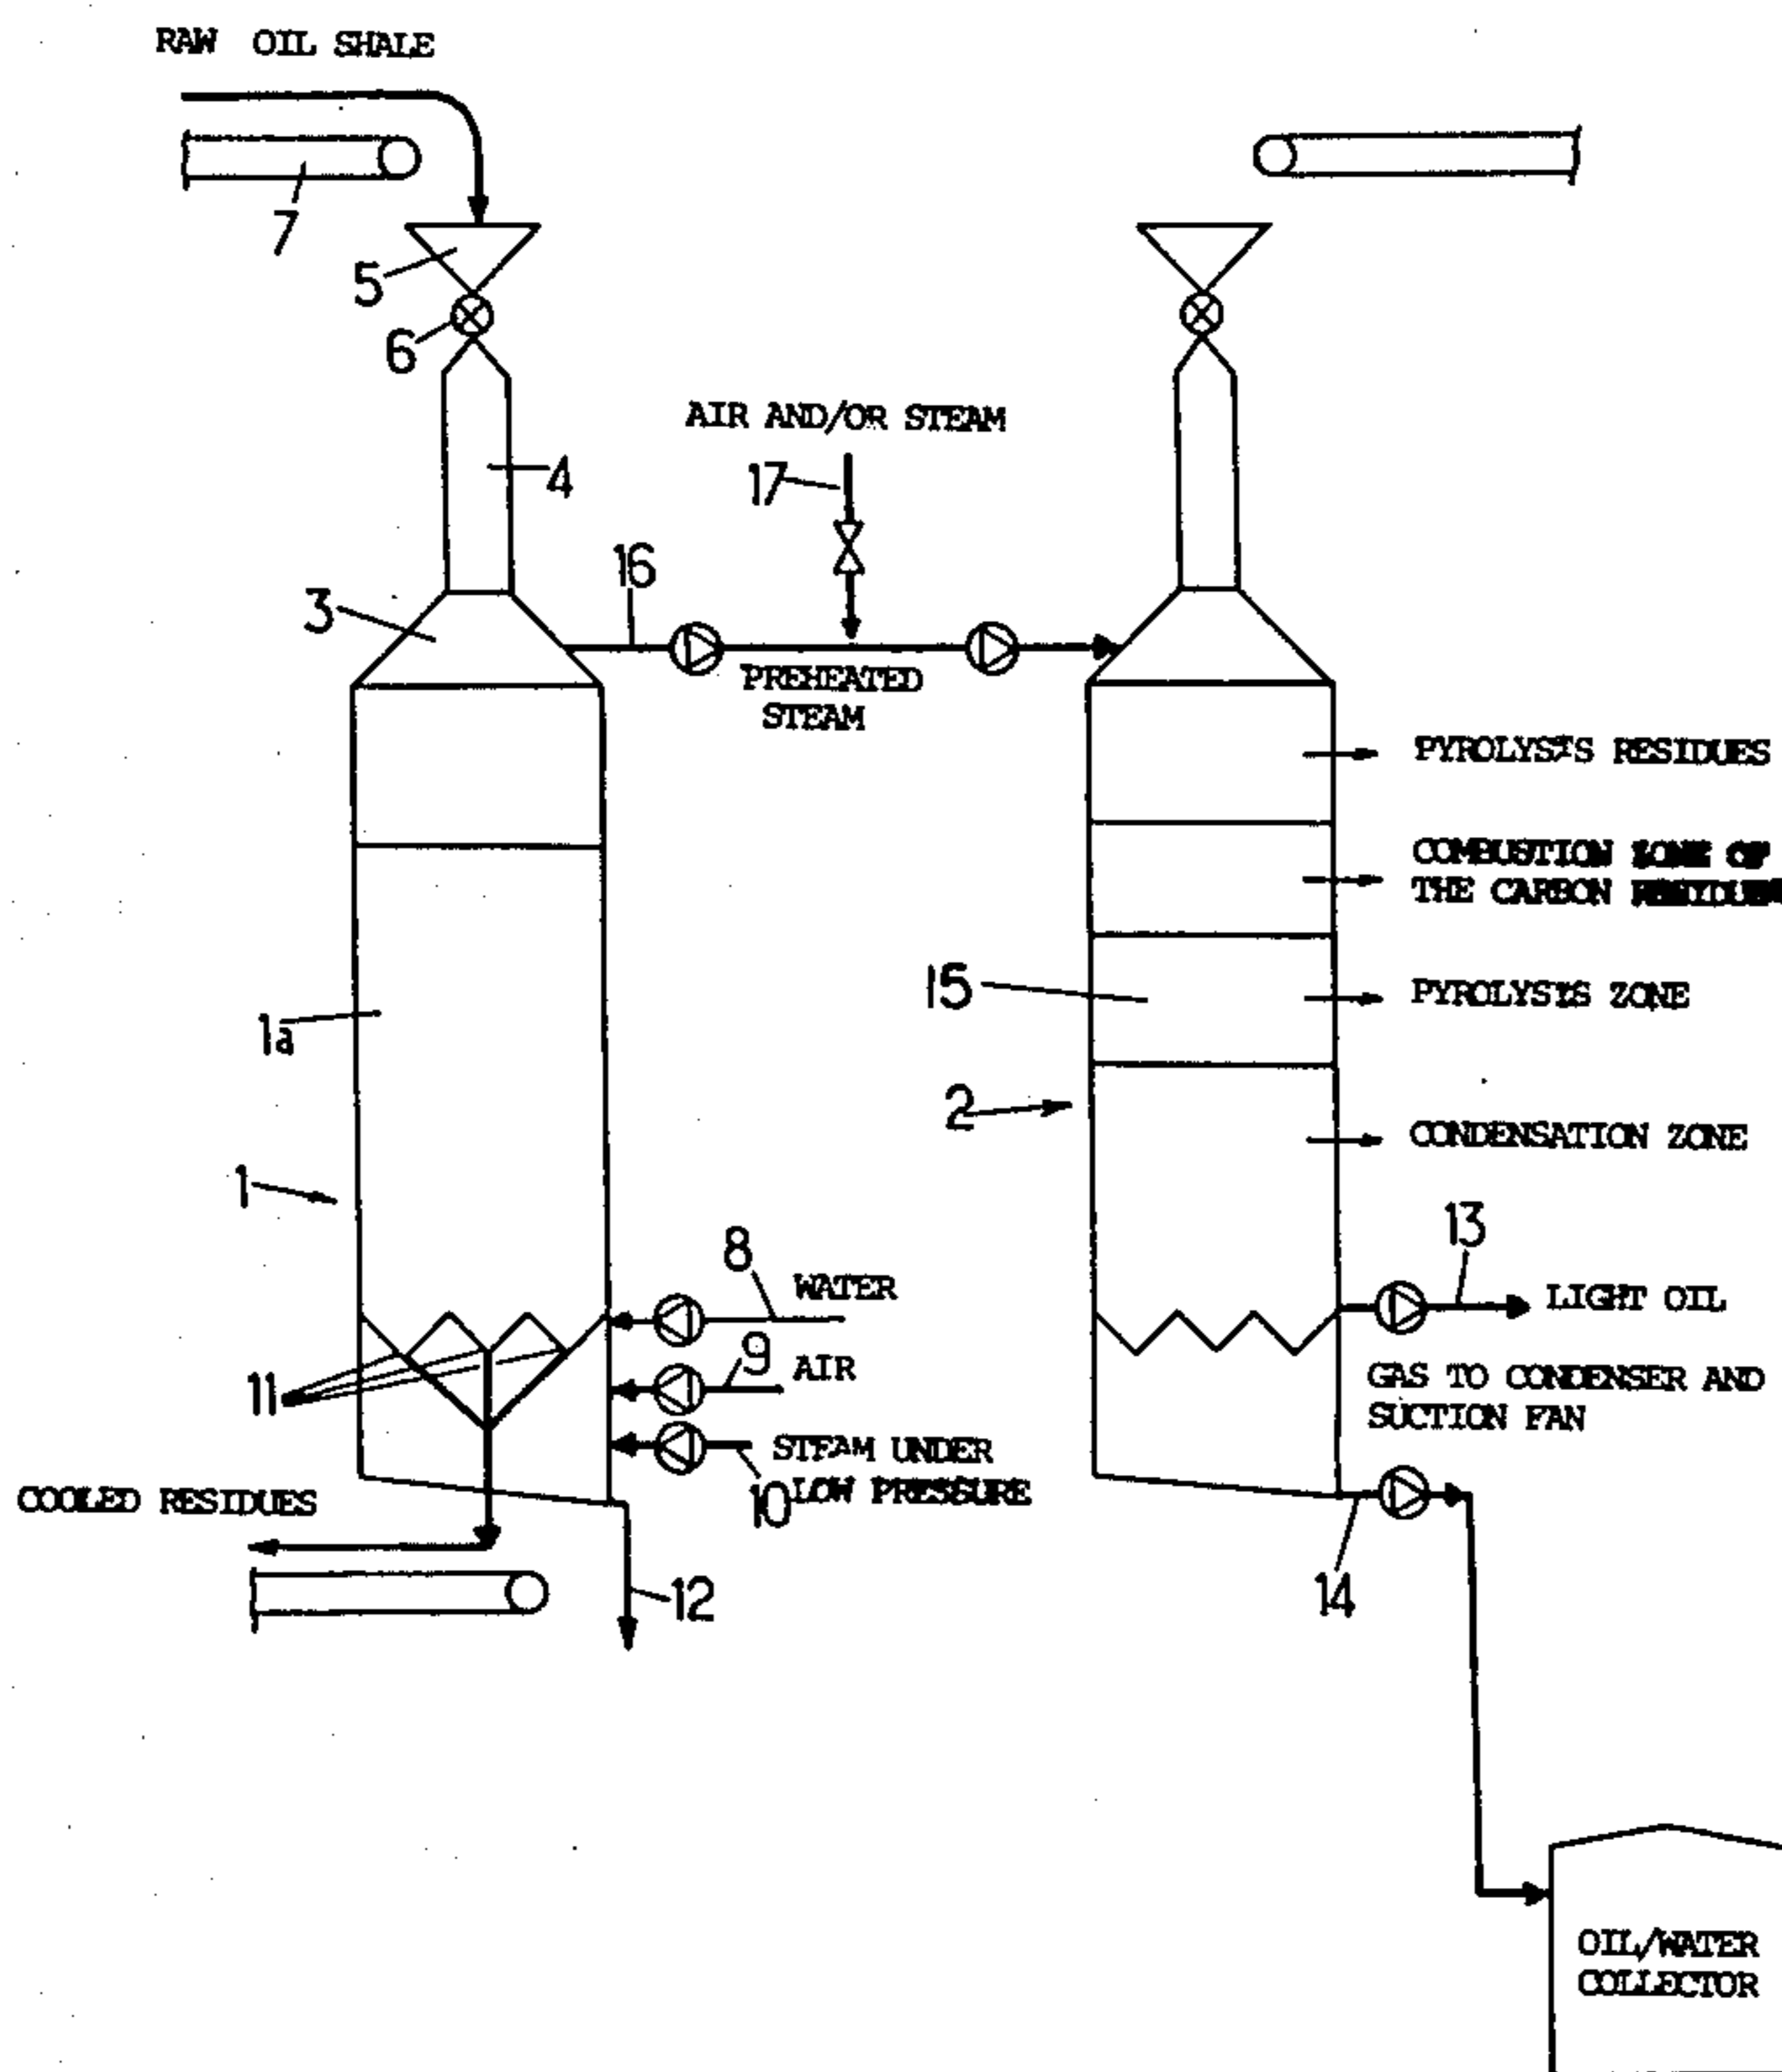 RAW OIL SHALE
7
5
6
4
AIR AND/OR STEAM
17
16
3
PREHEATED
STEAM
PYROLYSIS RESIDUES
COMBUSTION ZONE OF
THE CARBON
15
PYROLYSIS ZONE
1a
2
CONDENSATION ZONE
1
13
8
WATER
LIGHT OIL
9
AIR
11
GAS TO CONDENSER AND
SUCTION FAN
STEAM UNDER
10 LOW PRESSURE
COOLED RESIDUES
12
14
OIL/WATER
COLLECTOR